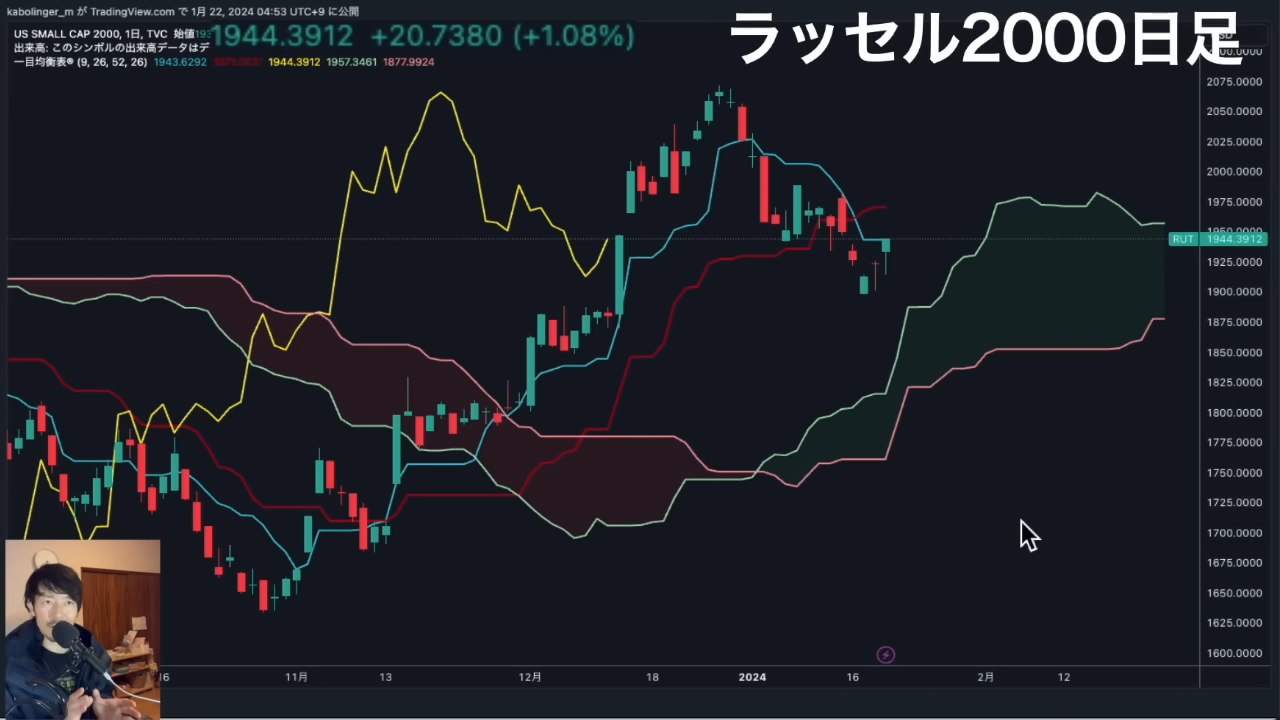 kabolinger_m が TradingView.com で 1月 22, 2024 04:53 UTC+9 に公開
ラッセル2000日足
US SMALL CAP 2000, 1日, TVC 始値193
1944.3912 +20.7380 (+1.08%)
出来高: このシンボルの出来高データはデ
一目均衡表® (9, 26, 52, 26) 1943.6292 1944.3912 1957.3461 1877.9924
2075.0000
2050.0000
2025.0000
2000.0000
1975.0000
1950.0000
RUT 1944.3912
1925.0000
1900.0000
1875.0000
1850.0000
1825.0000
1800.0000
1775.0000
1750.0000
1725.0000
1700.0000
1675.0000
1650.0000
1625.0000
1600.0000
11月 13 12月 18 2024 16 2月 12